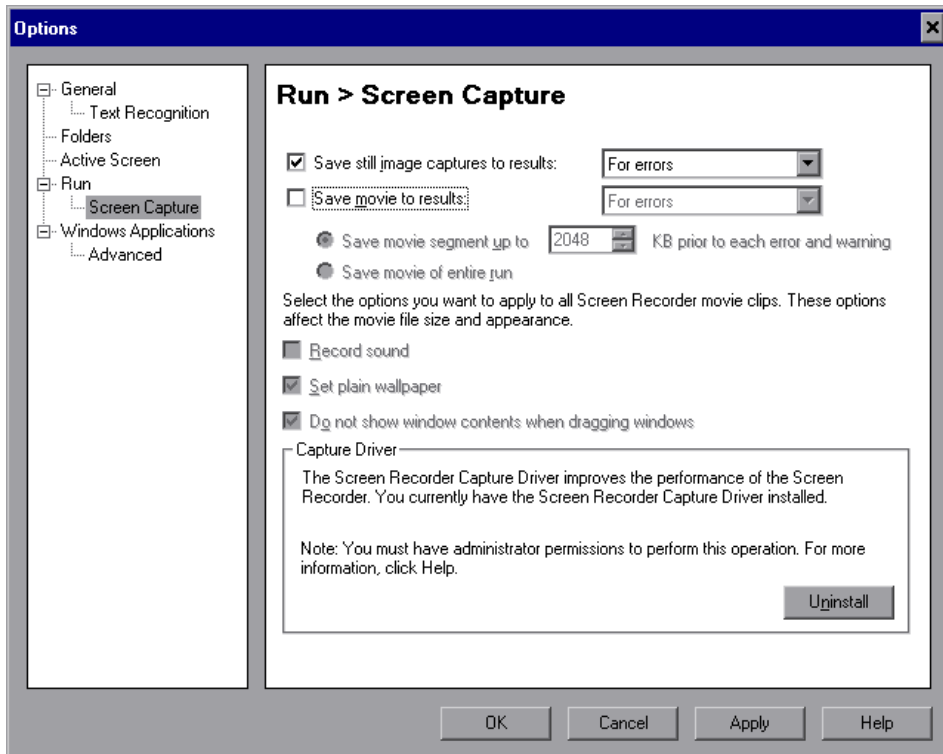 Options
General
Text Recognition
Folders
Active Screen
Run
Screen Capture
Windows Applications
Advanced
Run > Screen Capture
Save still image captures to results: For errors
Save movie to results: For errors
Save movie segment up to 2048 KB prior to each error and warning
Save movie of entire run
Select the options you want to apply to all Screen Recorder movie clips. These options
affect the movie file size and appearance.
Record sound
Set plain wallpaper
Do not show window contents when dragging windows
Capture Driver
The Screen Recorder Capture Driver improves the performance of the Screen
Recorder. You currently have the Screen Recorder Capture Driver installed.
Note: You must have administrator permissions to perform this operation. For more
information, click Help.
Uninstall
OK Cancel Apply Help